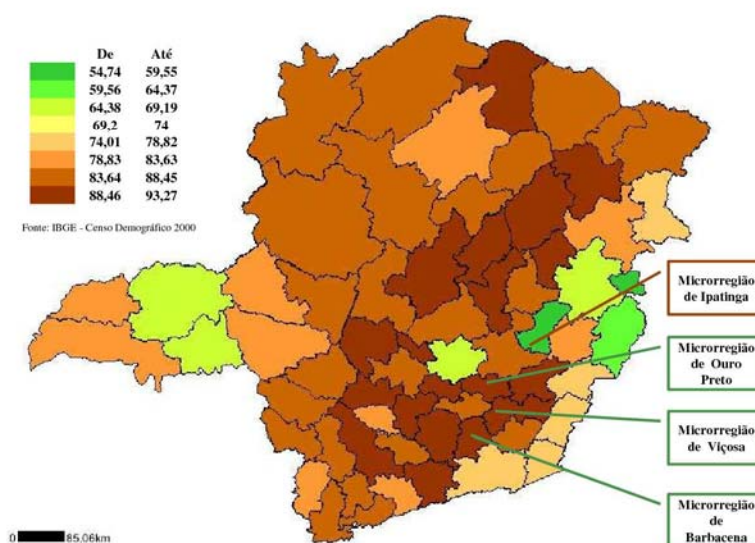 De Até
54,74 59,55
59,56 64,37
64,38 69,19
69,2 74
74,01 78,82
78,83 83,63
83,64 88,45
88,46 93,27
Fonte: IBGE - Censo Demográfico 2000
Microrregião
de Ipatinga
Microrregião
de Ouro
Preto
Microrregião
de Viçosa
Microrregião
de
Barbacena
0 85,06km